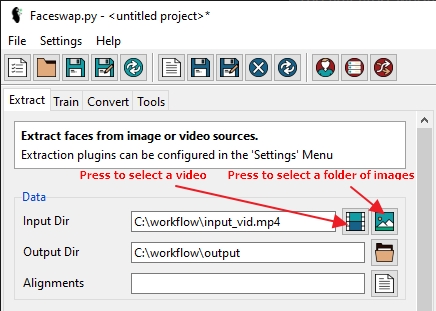 Faceswap.py - <untitled project>*
File Settings Help
Extract Train Convert Tools
Extract faces from image or video sources.
Extraction plugins can be configured in the 'Settings' Menu
Press to select a video Press to select a folder of images
Data
Input Dir C:\workflow\input_vid.mp4
Output Dir C:\workflow\output
Alignments